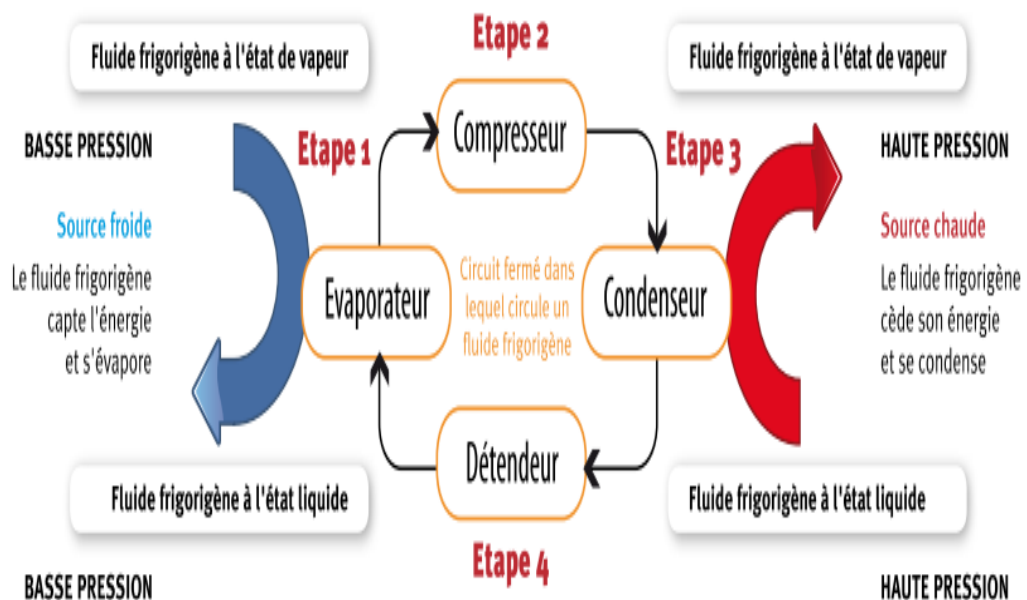 Etape 2
Fluide frigorigène à l'état de vapeur
Fluide frigorigène à l'état de vapeur
BASSE PRESSION
Etape 1
Compresseur
Etape 3
HAUTE PRESSION
Source froide
Le fluide frigorigène
capte l'énergie
et s'évapore
Evaporateur
Circuit fermé dans
lequel circule un
fluide frigorigène
Condenseur
Source chaude
Le fluide frigorigène
cède son énergie
et se condense
Détendeur
Fluide frigorigène à l'état liquide
Fluide frigorigène à l'état liquide
Etape 4
BASSE PRESSION
HAUTE PRESSION